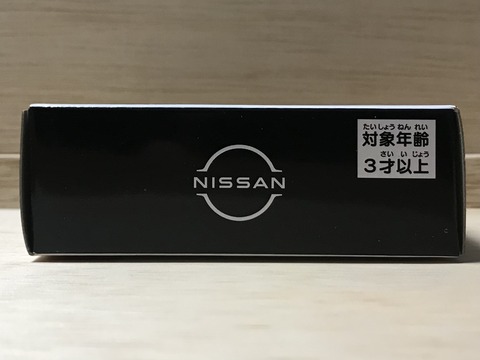 NISSAN
たいしょうねんれい
対象年齢
さいいじょう
3才以上